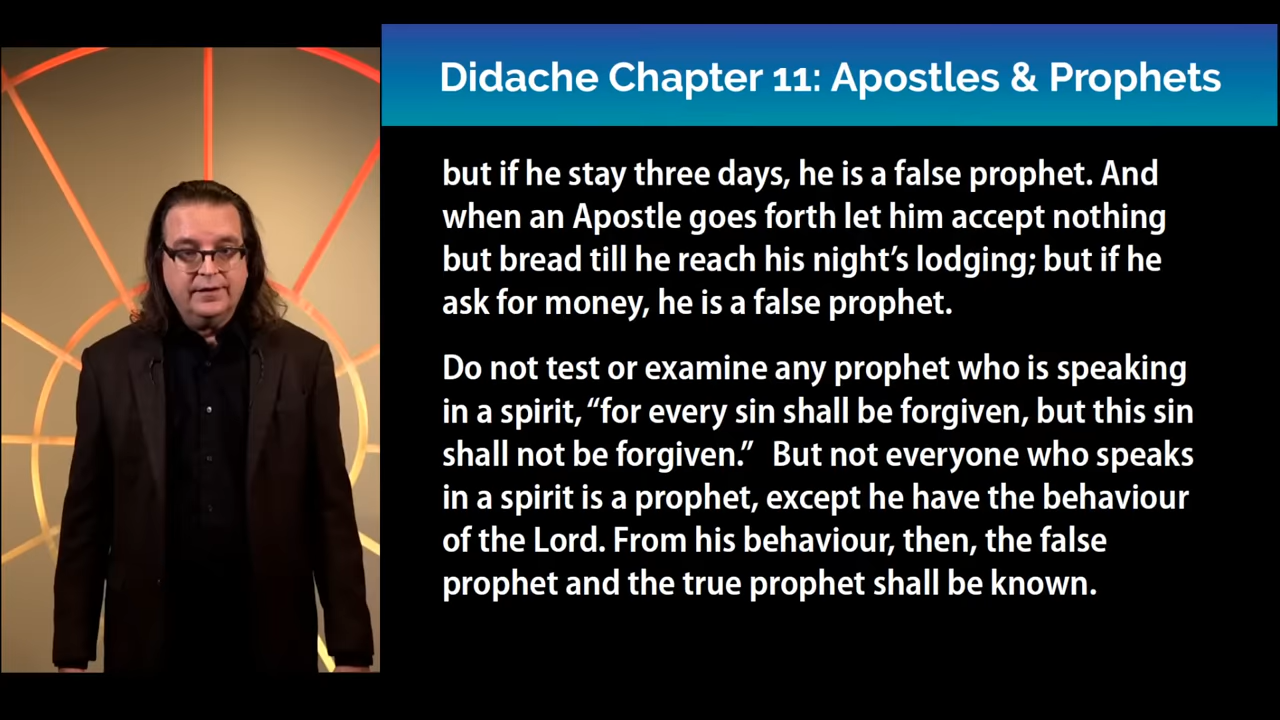 Didache Chapter 11: Apostles & Prophets
but if he stay three days, he is a false prophet. And
when an Apostle goes forth let him accept nothing
but bread till he reach his night’s lodging; but if he
ask for money, he is a false prophet.
Do not test or examine any prophet who is speaking
in a spirit, “for every sin shall be forgiven, but this sin
shall not be forgiven.” But not everyone who speaks
in a spirit is a prophet, except he have the behaviour
of the Lord. From his behaviour, then, the false
prophet and the true prophet shall be known.